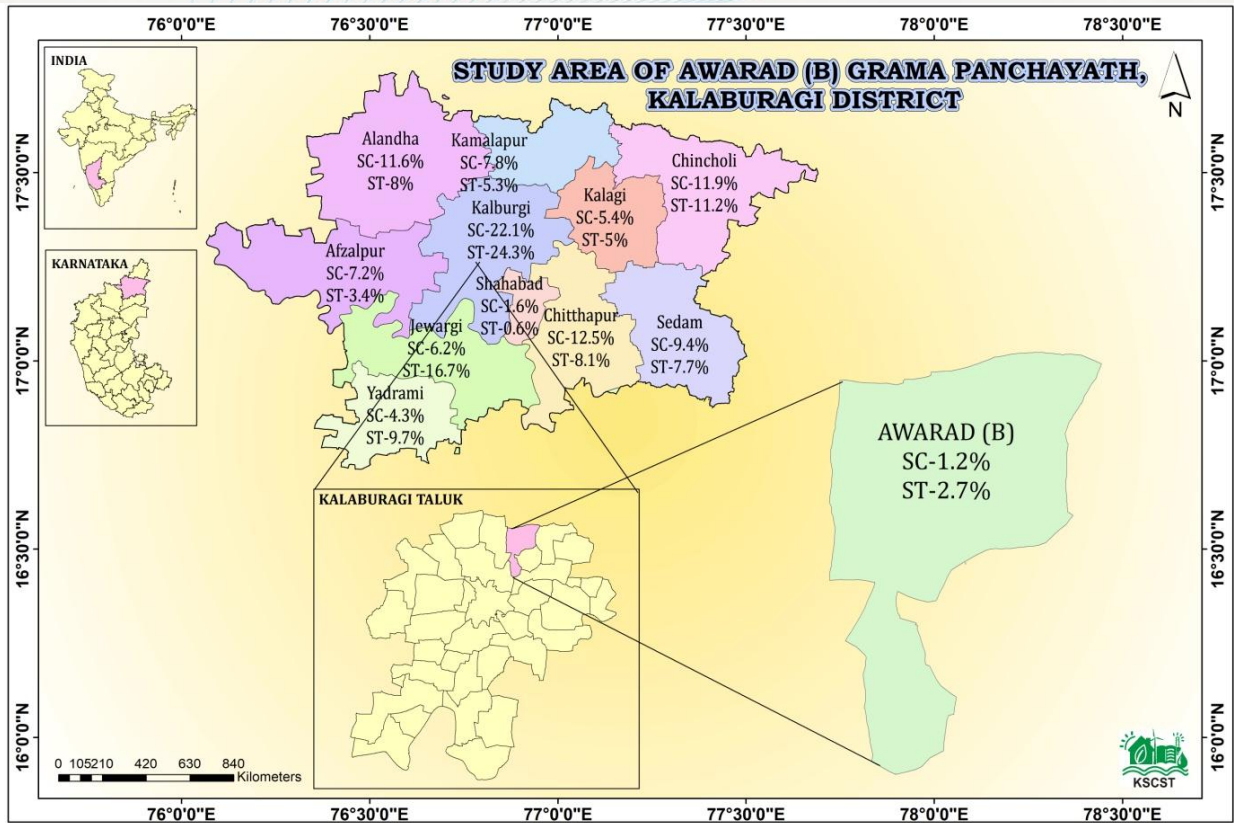 76°0'0"E 76°30'0"E 77°0'0"E 77°30'0"E 78°0'0"E 78°30'0"E
INDIA
STUDY AREA OF AWARAD (B) GRAMA PANCHAYATH,
KALABURAGI DISTRICT
N
17°30'0"N
17°0'0"N
16°30'0"N
16°0'0"N
17°30'0"N
17°0'0"N
16°30'0"N
16°0'0"N
KARNATAKA
Alandha
SC-11.6%
ST-8%
Kamalapur
SC-7.8%
ST-5.3%
Chincholi
SC-11.9%
ST-11.2%
Kalagi
SC-5.4%
ST-5%
Kalburgi
SC-22.1%
ST-24.3%
Afzalpur
SC-7.2%
ST-3.4%
Shahabad
SC-1.6%
ST-0.6%
Chitthapur
SC-12.5%
ST-8.1%
Sedam
SC-9.4%
ST-7.7%
Jewargi
SC-6.2%
ST-16.7%
Yadrami
SC-4.3%
ST-9.7%
AWARAD (B)
SC-1.2%
ST-2.7%
KALABURAGI TALUK
0 105210 420 630 840
Kilometers
KSCST
76°0'0"E 76°30'0"E 77°0'0"E 77°30'0"E 78°0'0"E 78°30'0"E